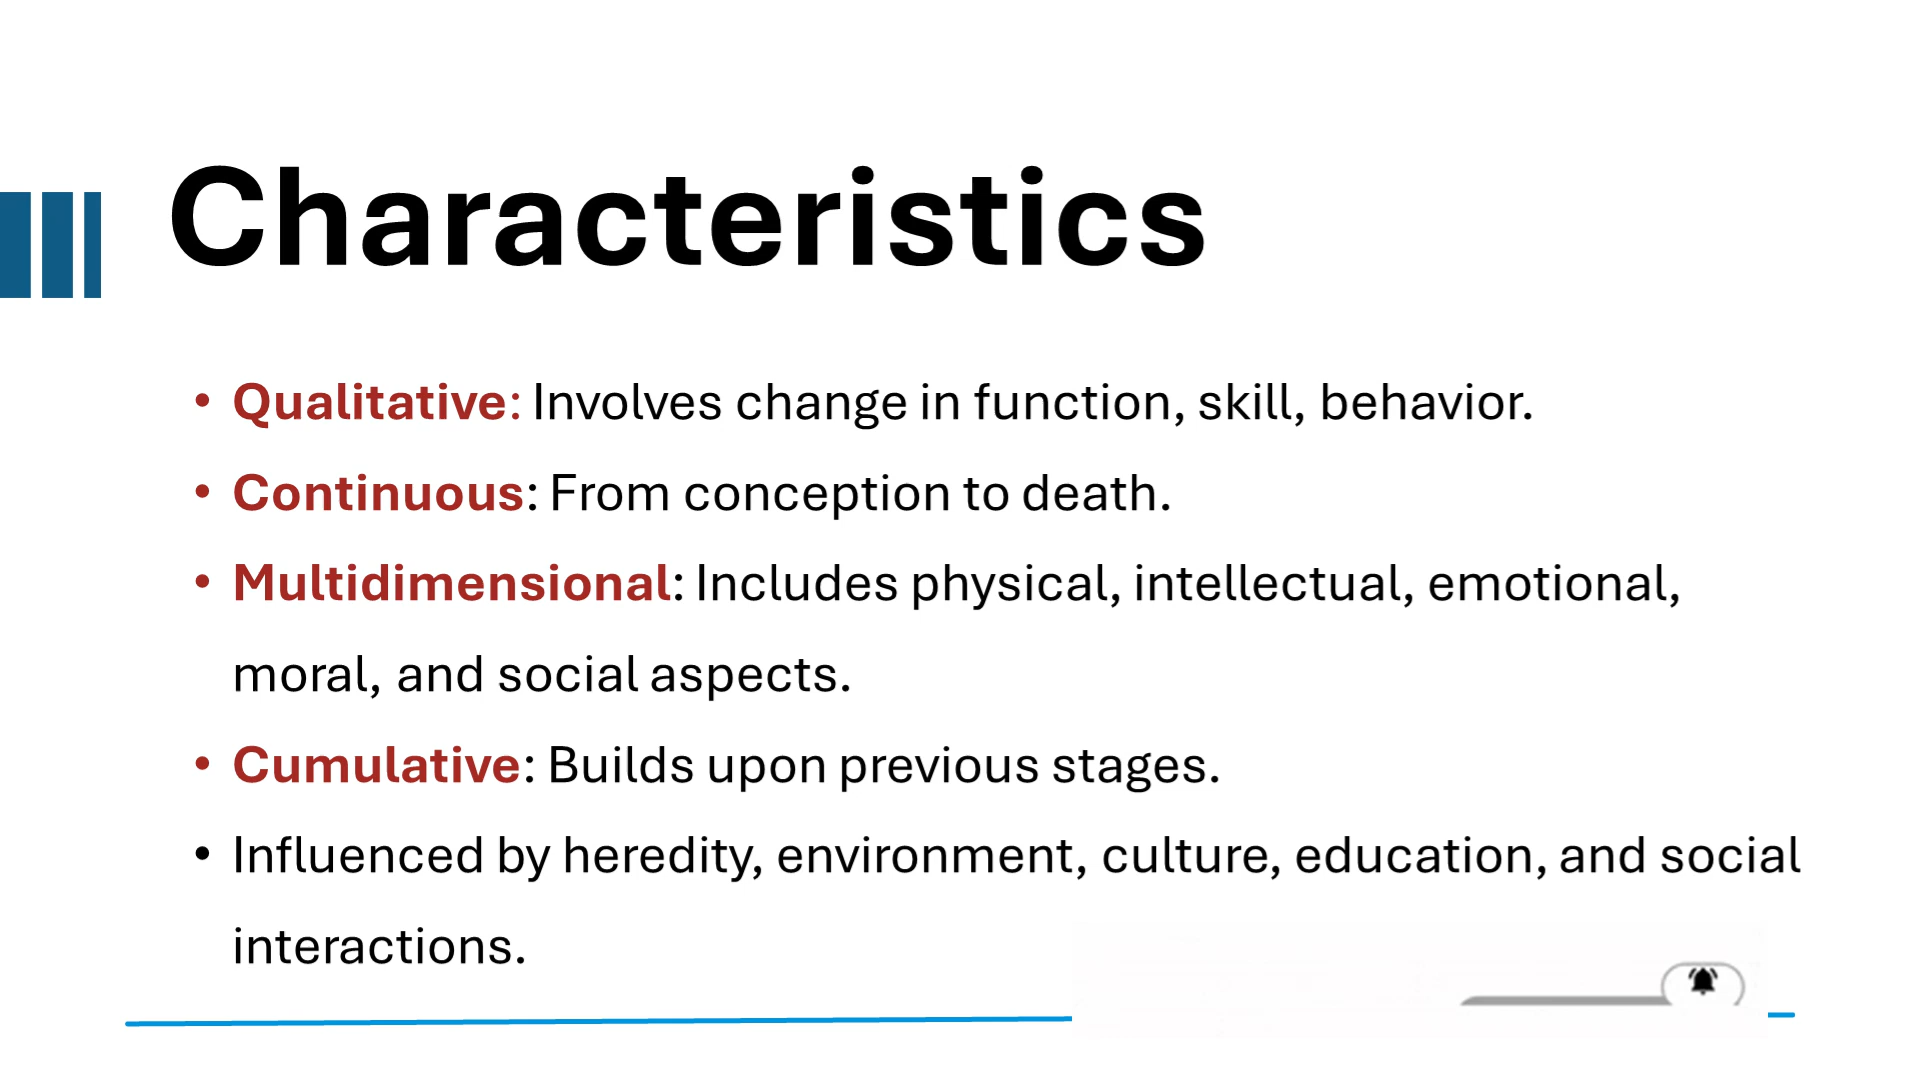 Characteristics
• Qualitative: Involves change in function, skill, behavior.
• Continuous: From conception to death.
• Multidimensional: Includes physical, intellectual, emotional,
moral, and social aspects.
• Cumulative: Builds upon previous stages.
• Influenced by heredity, environment, culture, education, and social
interactions.